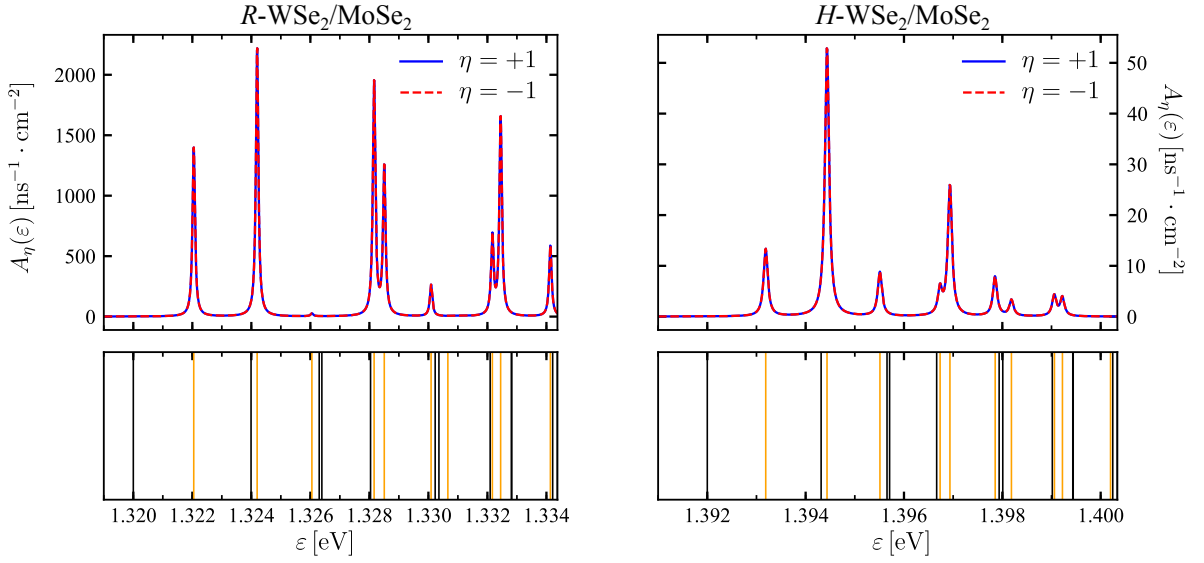 R-WSe₂/MoSe₂
H-WSe₂/MoSe₂
A_η(ε) [ns⁻¹ · cm⁻²]
2000
1500
1000
500
0
η = +1
η = −1
η = +1
η = −1
50
40
30
20
10
0
A_η(ε) [ns⁻¹ · cm⁻²]
1.320 1.322 1.324 1.326 1.328 1.330 1.332 1.334
ε [eV]
1.392 1.394 1.396 1.398 1.400
ε [eV]